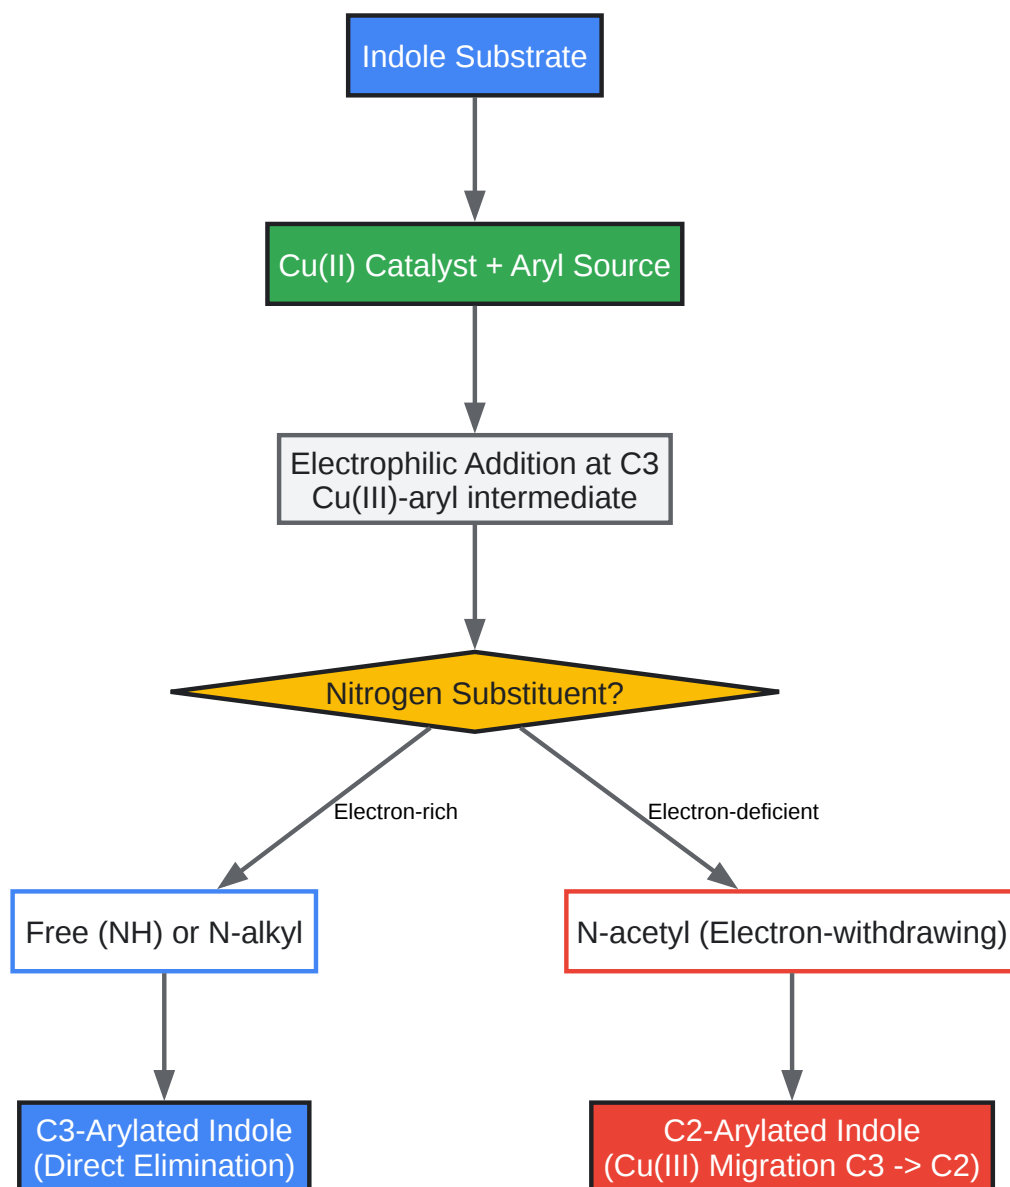 Indole Substrate
Cu(II) Catalyst + Aryl Source
Electrophilic Addition at C3
Cu(III)-aryl intermediate
Nitrogen Substituent?
Electron-rich
Electron-deficient
Free (NH) or N-alkyl
N-acetyl (Electron-withdrawing)
C3-Arylated Indole
(Direct Elimination)
C2-Arylated Indole
(Cu(III) Migration C3 -> C2)